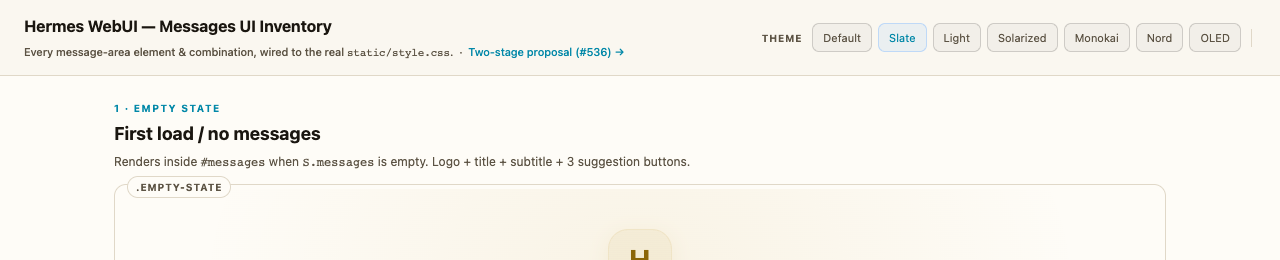 Hermes WebUI — Messages UI Inventory
Every message-area element & combination, wired to the real static/style.css. · Two-stage proposal (#536) →
THEME Default Slate Light Solarized Monokai Nord OLED
1 · EMPTY STATE
First load / no messages
Renders inside #messages when S.messages is empty. Logo + title + subtitle + 3 suggestion buttons.
.EMPTY-STATE
H